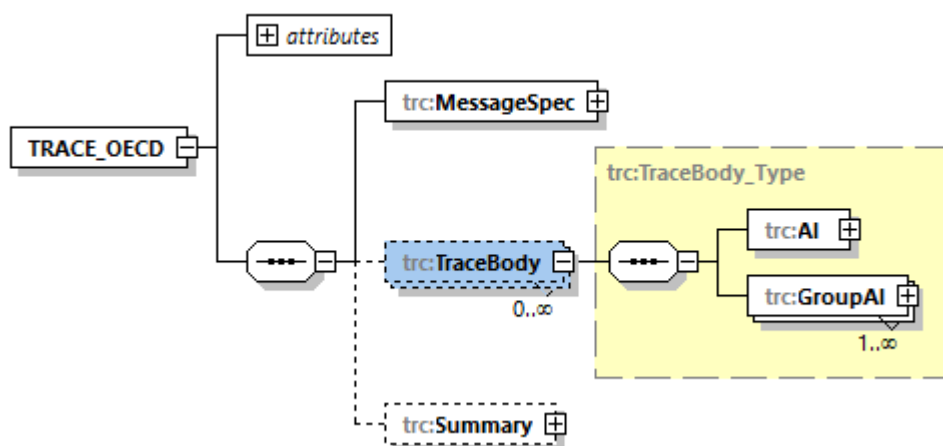 attributes
trc:MessageSpec
TRACE_OECD
trc:TraceBody_Type
trc:AI
trc:TraceBody
0..∞
trc:GroupAI
1..∞
trc:Summary